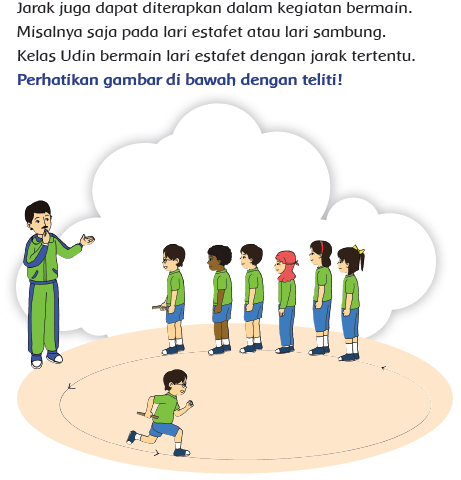 Jarak juga dapat diterapkan dalam kegiatan bermain.
Misalnya saja pada lari estafet atau lari sambung.
Kelas Udin bermain lari estafet dengan jarak tertentu.
Perhatikan gambar di bawah dengan teliti!